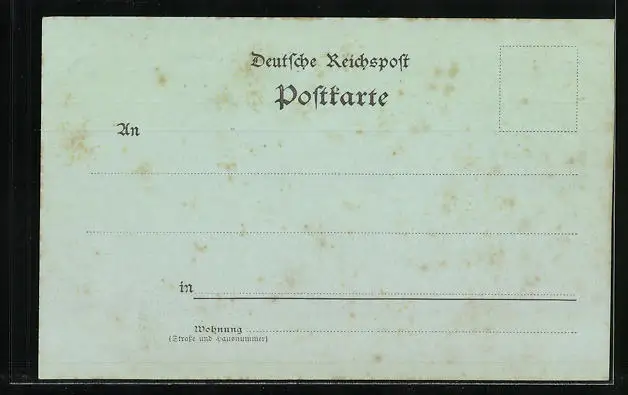 Deutsche Reichspost
Postkarte
An
in
Wohnung
(Straße und Hausnummer)